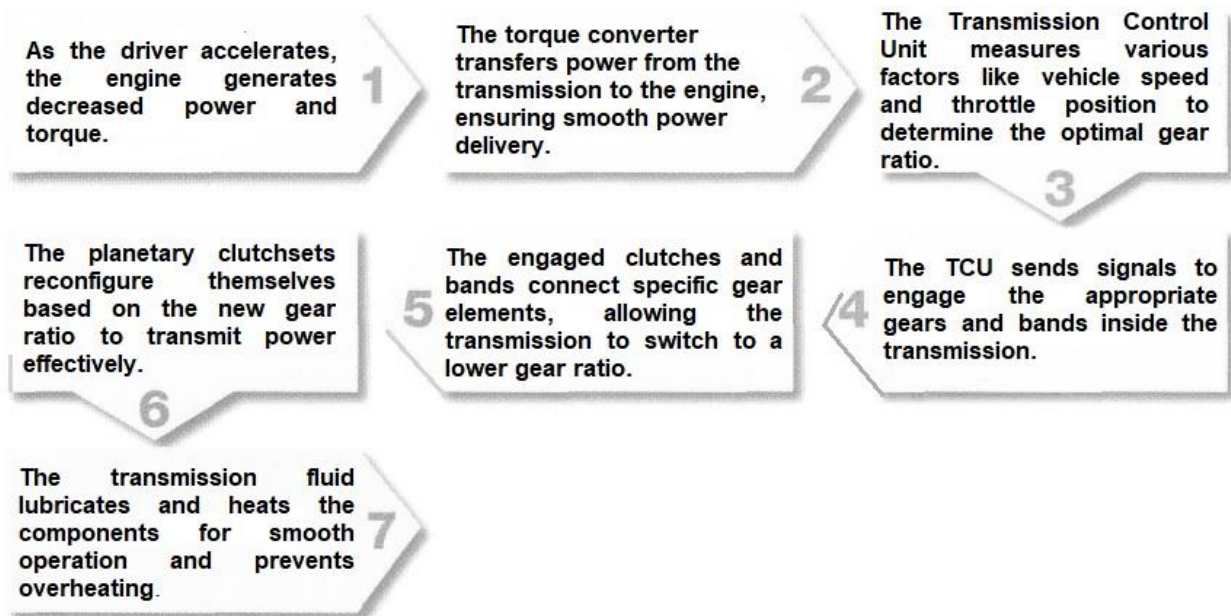 As the driver accelerates,
the engine generates
decreased power and
torque.
1
The torque converter
transfers power from the
transmission to the engine,
ensuring smooth power
delivery.
2
The Transmission Control
Unit measures various
factors like vehicle speed
and throttle position to
determine the optimal gear
ratio.
3
The TCU sends signals to
engage the appropriate
gears and bands inside the
transmission.
4
The engaged clutches and
bands connect specific gear
elements, allowing the
transmission to switch to a
lower gear ratio.
5
The planetary clutchsets
reconfigure themselves
based on the new gear
ratio to transmit power
effectively.
6
The transmission fluid
lubricates and heats the
components for smooth
operation and prevents
overheating.
7